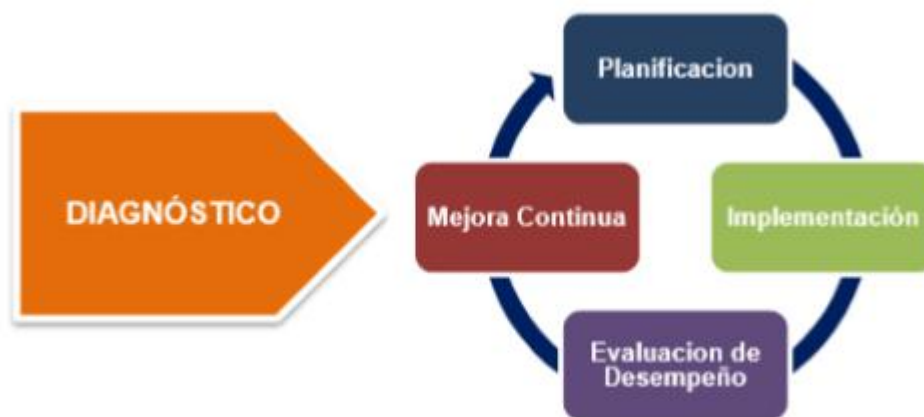 DIAGNÓSTICO
Planificacion
Implementación
Evaluacion de
Desempeño
Mejora Continua